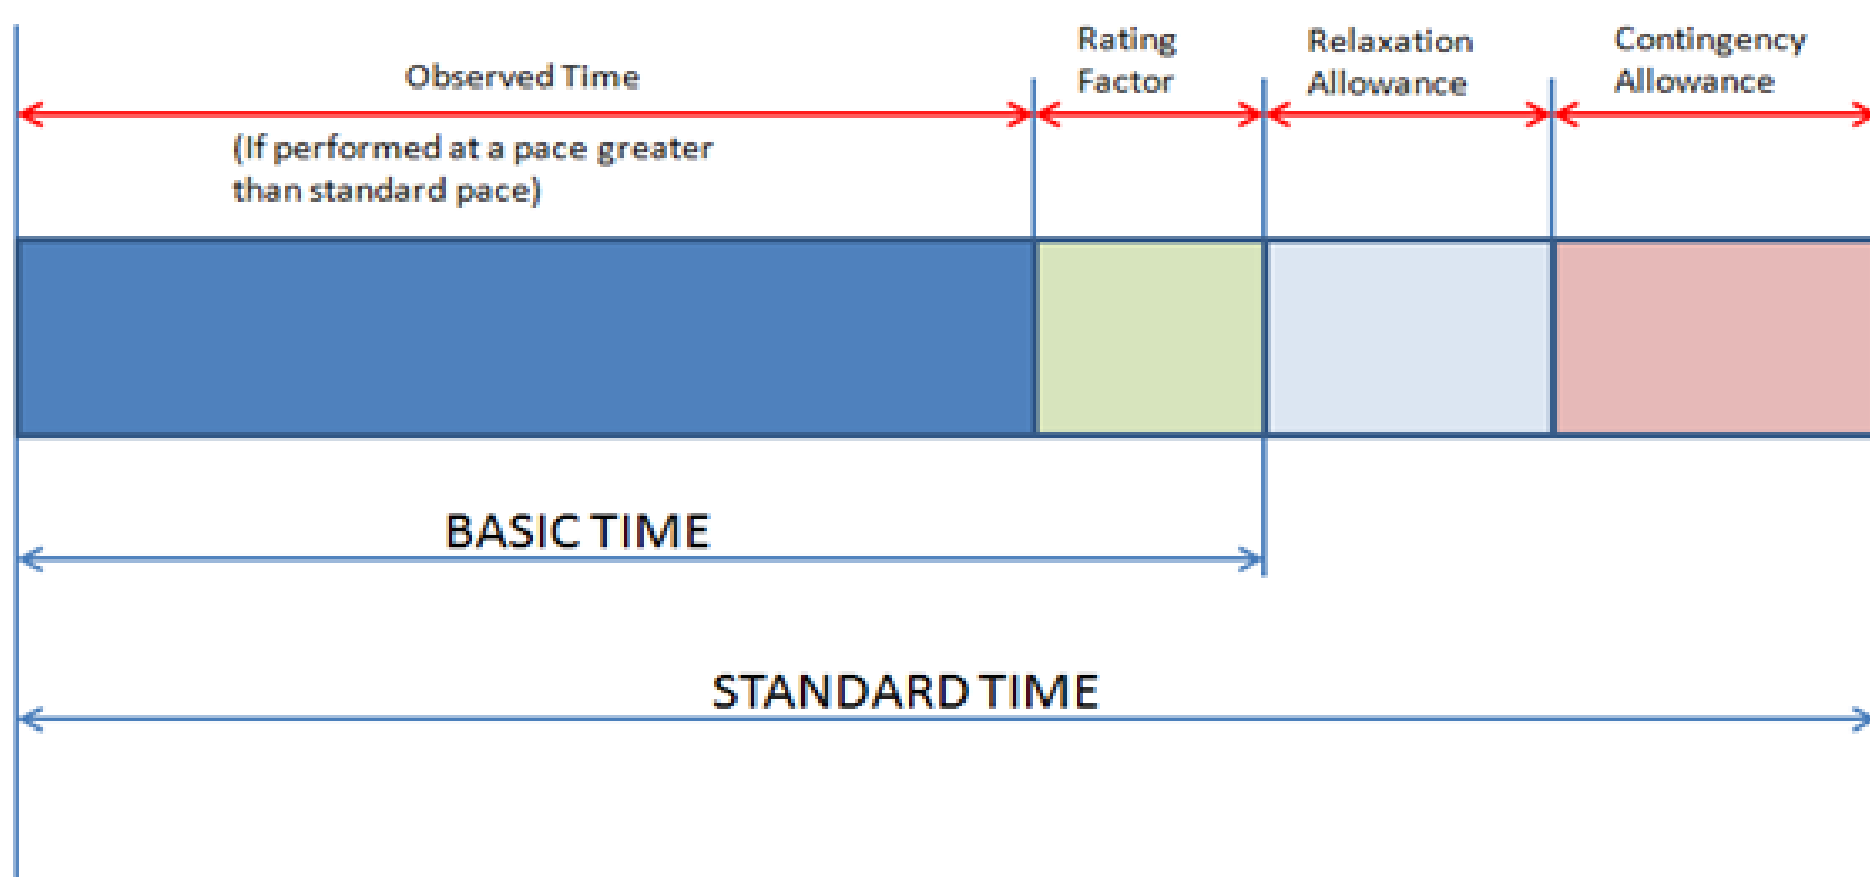 Observed Time
(If performed at a pace greater
than standard pace)
Rating
Factor
Relaxation
Allowance
Contingency
Allowance
BASIC TIME
STANDARD TIME